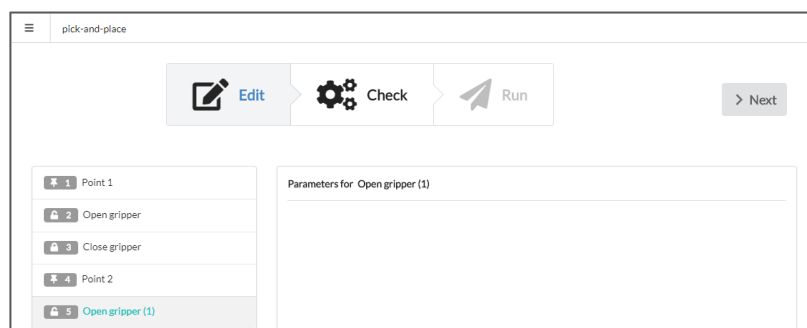 pick-and-place
Edit
Check
Run
Next
1 Point 1
2 Open gripper
3 Close gripper
4 Point 2
5 Open gripper (1)
Parameters for Open gripper (1)